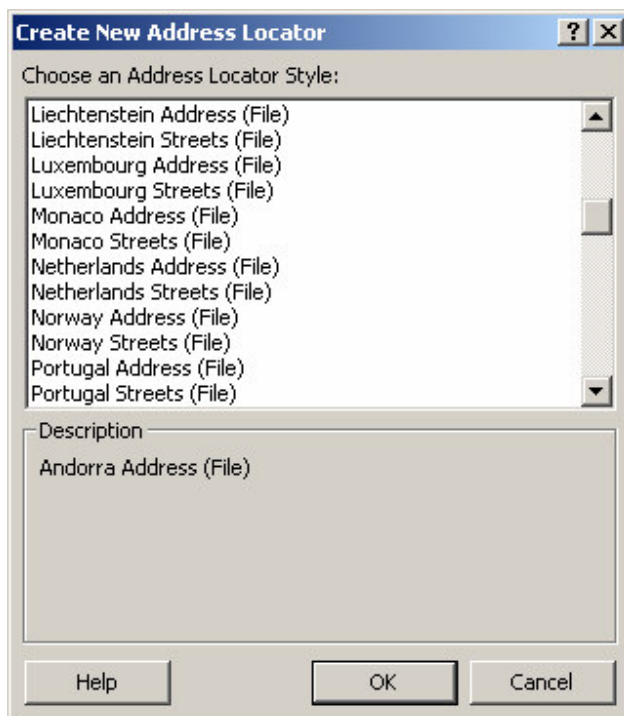 Create New Address Locator
Choose an Address Locator Style:
Liechtenstein Address (File)
Liechtenstein Streets (File)
Luxembourg Address (File)
Luxembourg Streets (File)
Monaco Address (File)
Monaco Streets (File)
Netherlands Address (File)
Netherlands Streets (File)
Norway Address (File)
Norway Streets (File)
Portugal Address (File)
Portugal Streets (File)
Description
Andorra Address (File)
Help OK Cancel